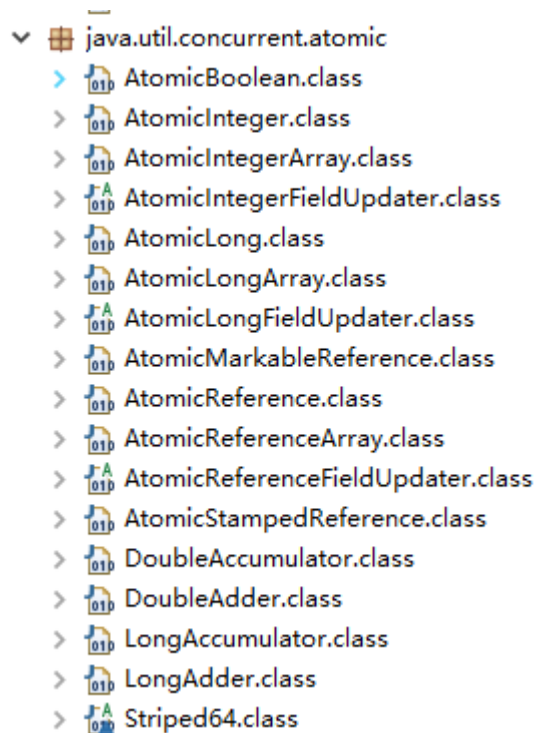 java.util.concurrent.atomic
AtomicBoolean.class
AtomicInteger.class
AtomicIntegerArray.class
AtomicIntegerFieldUpdater.class
AtomicLong.class
AtomicLongArray.class
AtomicLongFieldUpdater.class
AtomicMarkableReference.class
AtomicReference.class
AtomicReferenceArray.class
AtomicReferenceFieldUpdater.class
AtomicStampedReference.class
DoubleAccumulator.class
DoubleAdder.class
LongAccumulator.class
LongAdder.class
Striped64.class